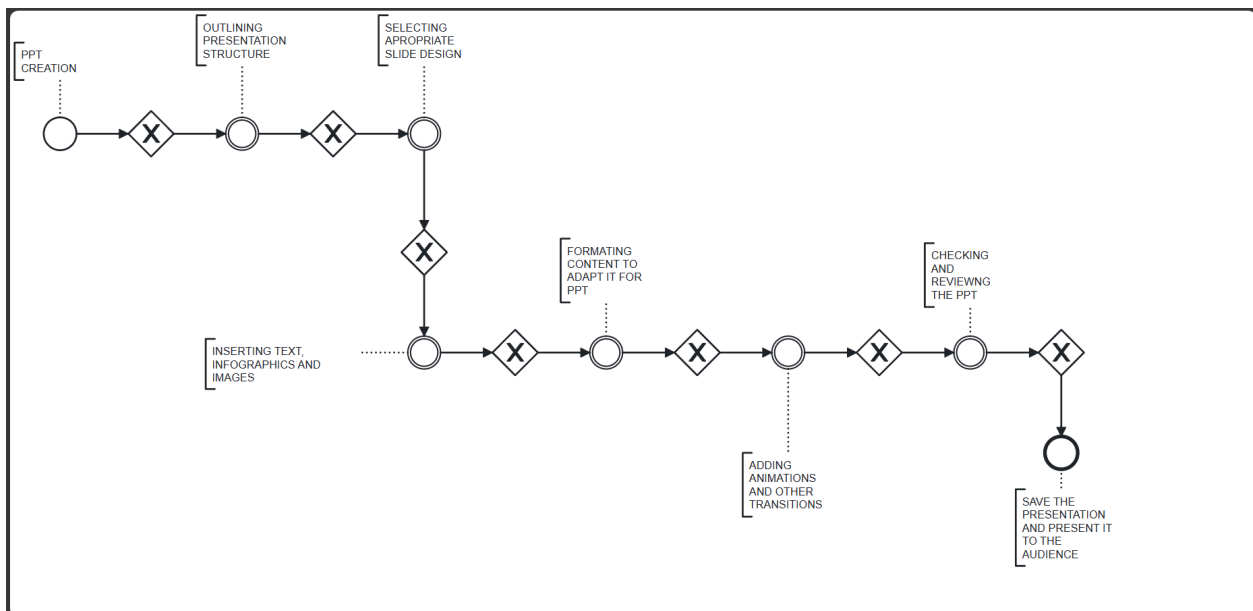 PPT
CREATION
OUTLINING
PRESENTATION
STRUCTURE
SELECTING
APROPRIATE
SLIDE DESIGN
INSERTING TEXT,
INFOGRAPHICS AND
IMAGES
FORMATING
CONTENT TO
ADAPT IT FOR
PPT
ADDING
ANIMATIONS
AND OTHER
TRANSITIONS
CHECKING
AND
REVIEWNG
THE PPT
SAVE THE
PRESENTATION
AND PRESENT IT
TO THE
AUDIENCE